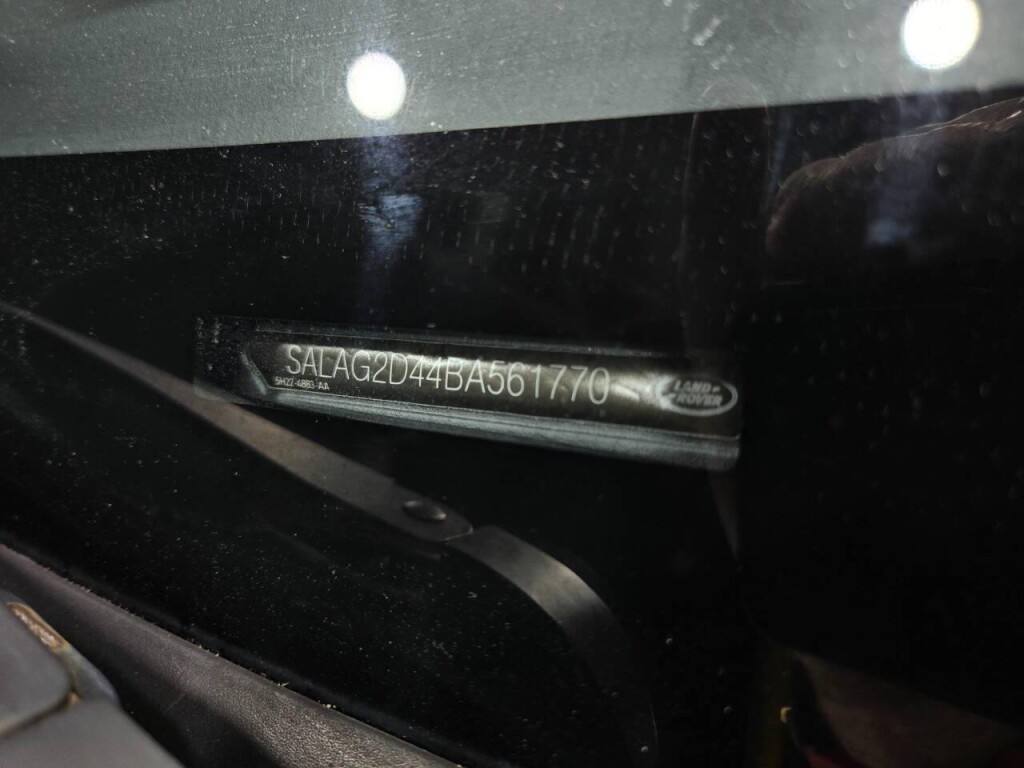 SALAG2D44BA561770
5H22-4883-AA
LAND-
ROVER